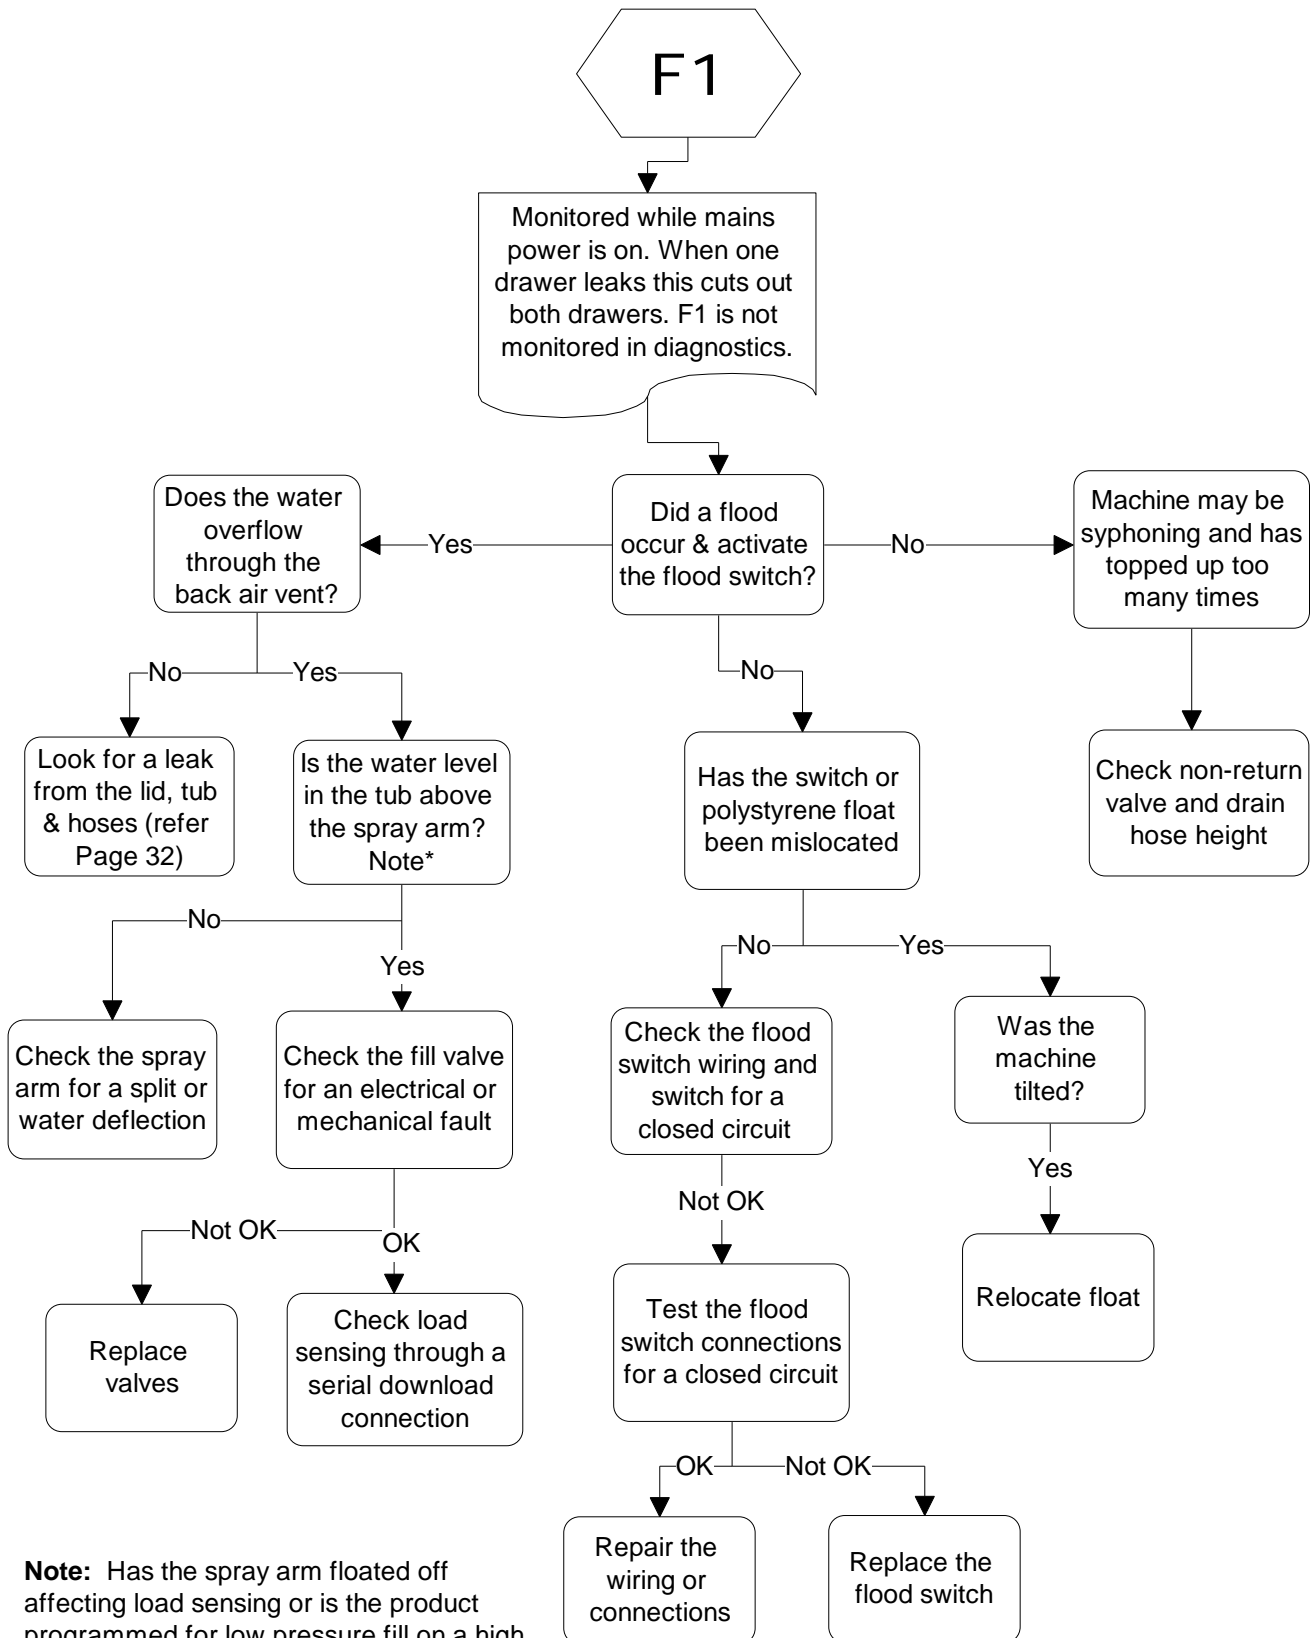 F1
Monitored while mains
power is on. When one
drawer leaks this cuts out
both drawers. F1 is not
monitored in diagnostics.
Did a flood
occur & activate
the flood switch?
Yes
No
No
Does the water
overflow
through the
back air vent?
No
Yes
Look for a leak
from the lid, tub
& hoses (refer
Page 32)
Is the water level
in the tub above
the spray arm?
Note*
No
Yes
Check the spray
arm for a split or
water deflection
Check the fill valve
for an electrical or
mechanical fault
Not OK
OK
Replace
valves
Check load
sensing through a
serial download
connection
Has the switch or
polystyrene float
been mislocated
No
Yes
Check the flood
switch wiring and
switch for a
closed circuit
Not OK
Test the flood
switch connections
for a closed circuit
OK
Not OK
Repair the
wiring or
connections
Replace the
flood switch
Was the
machine
tilted?
Yes
Relocate float
Machine may be
syphoning and has
topped up too
many times
Check non-return
valve and drain
hose height
Note: Has the spray arm floated off
affecting load sensing or is the product
programmed for low pressure fill on a high